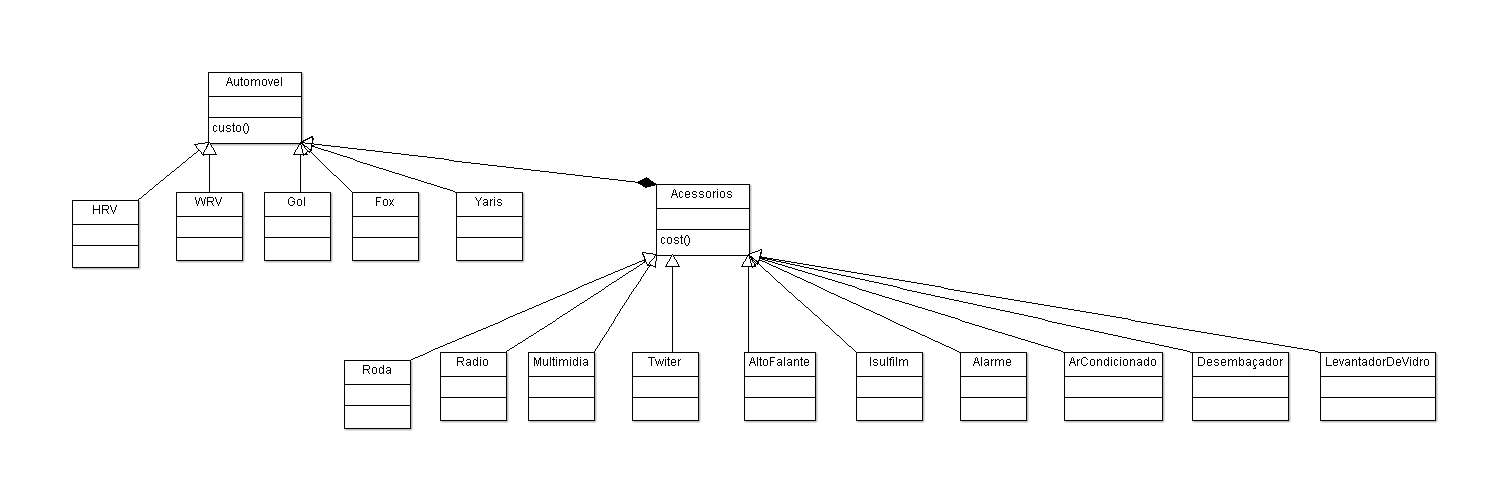 Automovel
custo()
Acessorios
cost()
HRV
WRV
Gol
Fox
Yaris
Roda
Radio
Multimidia
Twiter
AltoFalante
Isulfilm
Alarme
ArCondicionado
Desembaçador
LevantadorDeVidro